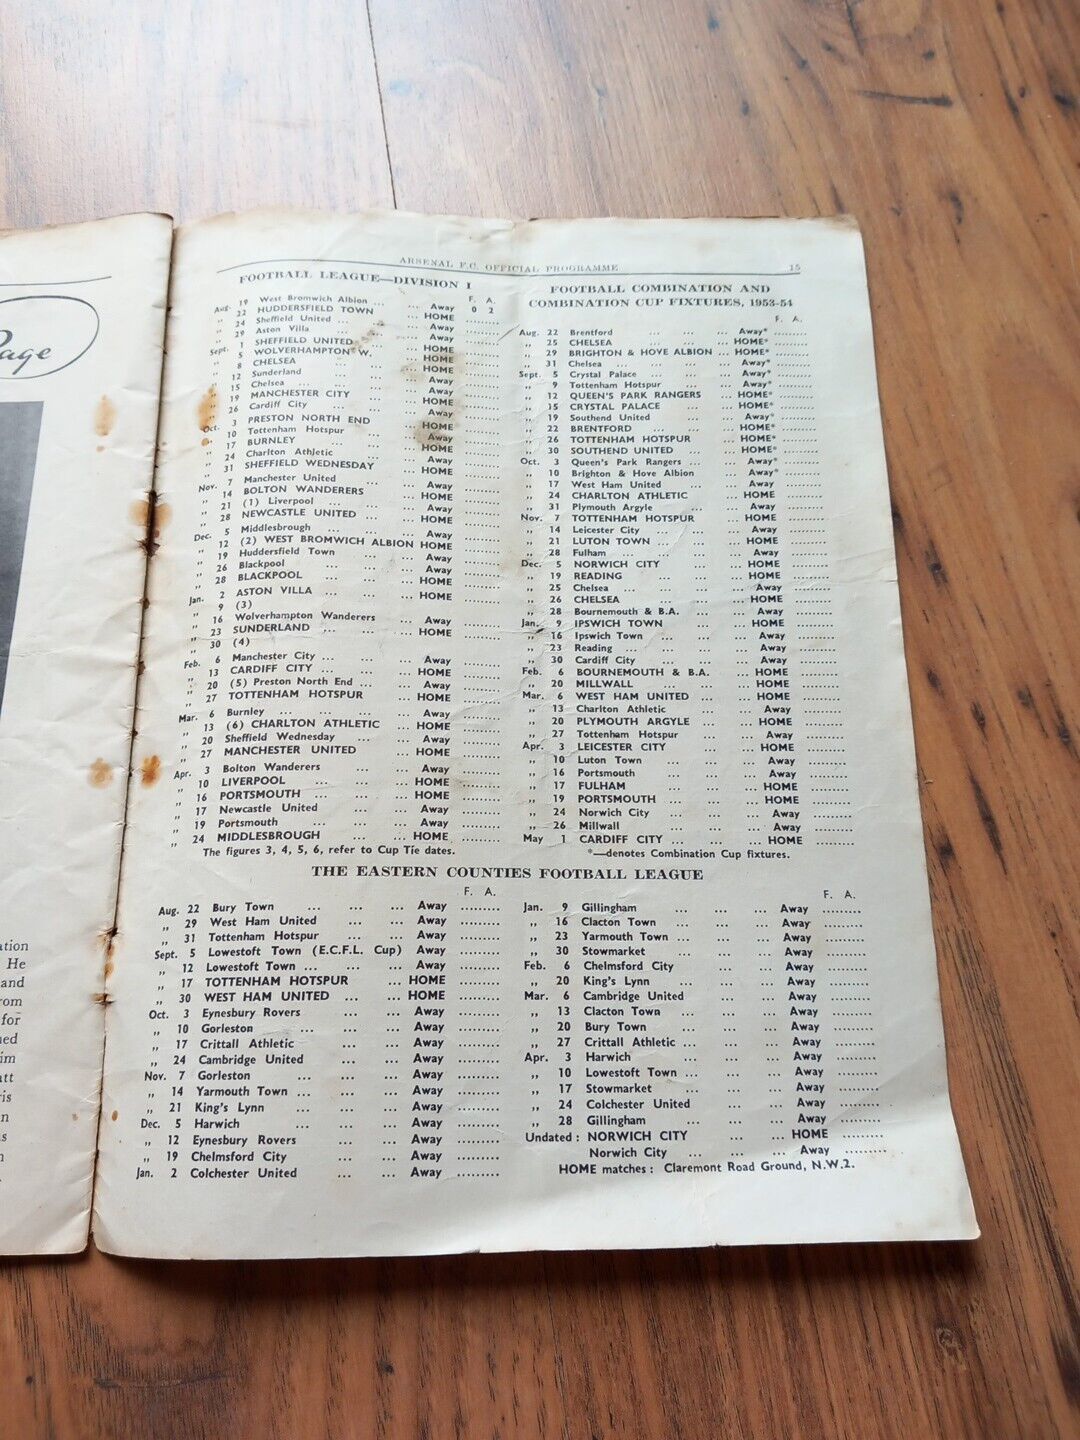 Page
ation
He
and
rom
for
ned
im
att
ris
n
s
n
ARSENAL F.C. OFFICIAL PROGRAMME 15
FOOTBALL LEAGUE—DIVISION I
F. A.
Aug. 19 West Bromwich Albion ... ... Away 0 2
„ 22 HUDDERSFIELD TOWN ... HOME
„ 24 Sheffield United ... ... Away
„ 29 Aston Villa ... ... Away
Sept. 1 SHEFFIELD UNITED ... ... HOME
„ 5 WOLVERHAMPTON W. ... HOME
„ 8 CHELSEA ... ... HOME
„ 12 Sunderland ... ... Away
„ 15 Chelsea ... ... Away
„ 19 MANCHESTER CITY ... HOME
„ 26 Cardiff City ... ... Away
Oct. 3 PRESTON NORTH END ... HOME
„ 10 Tottenham Hotspur ... ... Away
„ 17 BURNLEY ... ... HOME
„ 24 Charlton Athletic ... ... Away
„ 31 SHEFFIELD WEDNESDAY ... HOME
Nov. 7 Manchester United ... ... Away
„ 14 BOLTON WANDERERS ... HOME
„ 21 (1) Liverpool ... ... Away
„ 28 NEWCASTLE UNITED ... ... HOME
Dec. 5 Middlesbrough ... ... Away
„ 12 (2) WEST BROMWICH ALBION HOME
„ 19 Huddersfield Town ... ... Away
„ 26 Blackpool ... ... ... Away
„ 28 BLACKPOOL ... ... ... HOME
Jan. 2 ASTON VILLA ... ... ... HOME
„ 9 (3)
„ 16 Wolverhampton Wanderers ... Away
„ 23 SUNDERLAND ... ... ... HOME
„ 30 (4)
Feb. 6 Manchester City ... ... ... Away
„ 13 CARDIFF CITY ... ... ... HOME
„ 20 (5) Preston North End ... ... Away
„ 27 TOTTENHAM HOTSPUR ... HOME
Mar. 6 Burnley ... ... ... ... Away
„ 13 (6) CHARLTON ATHLETIC ... HOME
„ 20 Sheffield Wednesday ... ... Away
„ 27 MANCHESTER UNITED ... HOME
Apr. 3 Bolton Wanderers ... ... Away
„ 10 LIVERPOOL ... ... ... HOME
„ 16 PORTSMOUTH ... ... ... HOME
„ 17 Newcastle United ... ... Away
„ 19 Portsmouth ... ... ... Away
„ 24 MIDDLESBROUGH ... ... HOME
The figures 3, 4, 5, 6, refer to Cup Tie dates.
FOOTBALL COMBINATION AND
COMBINATION CUP FIXTURES, 1953-54
F. A.
Aug. 22 Brentford ... ... ... Away* .........
„ 25 CHELSEA ... ... ... HOME* .........
„ 29 BRIGHTON & HOVE ALBION ... HOME* .........
„ 31 Chelsea ... ... ... ... Away* .........
Sept. 5 Crystal Palace ... ... ... Away* .........
„ 9 Tottenham Hotspur ... ... Away* .........
„ 12 QUEEN'S PARK RANGERS ... HOME* .........
„ 15 CRYSTAL PALACE ... ... HOME* .........
„ 19 Southend United ... ... Away* .........
„ 22 BRENTFORD ... ... ... HOME* .........
„ 26 TOTTENHAM HOTSPUR ... HOME* .........
„ 30 SOUTHEND UNITED ... ... HOME* .........
Oct. 3 Queen's Park Rangers ... ... Away* .........
„ 10 Brighton & Hove Albion ... Away* .........
„ 17 West Ham United ... ... Away .........
„ 24 CHARLTON ATHLETIC ... HOME .........
„ 31 Plymouth Argyle ... ... Away .........
Nov. 7 TOTTENHAM HOTSPUR ... HOME .........
„ 14 Leicester City ... ... ... Away .........
„ 21 LUTON TOWN ... ... ... HOME .........
„ 28 Fulham ... ... ... ... Away .........
Dec. 5 NORWICH CITY ... ... HOME .........
„ 19 READING ... ... ... HOME .........
„ 25 Chelsea ... ... ... ... Away .........
„ 26 CHELSEA ... ... ... HOME .........
„ 28 Bournemouth & B.A. ... ... Away .........
Jan. 9 IPSWICH TOWN ... ... HOME .........
„ 16 Ipswich Town ... ... ... Away .........
„ 23 Reading ... ... ... ... Away .........
„ 30 Cardiff City ... ... ... Away .........
Feb. 6 BOURNEMOUTH & B.A. ... ... HOME .........
„ 20 MILLWALL ... ... ... HOME .........
Mar. 6 WEST HAM UNITED ... ... HOME .........
„ 13 Charlton Athletic ... ... Away .........
„ 20 PLYMOUTH ARGYLE ... ... HOME .........
„ 27 Tottenham Hotspur ... ... Away .........
Apr. 3 LEICESTER CITY ... ... HOME .........
„ 10 Luton Town ... ... ... Away .........
„ 16 Portsmouth ... ... ... Away .........
„ 17 FULHAM ... ... ... HOME .........
„ 19 PORTSMOUTH ... ... ... HOME .........
„ 24 Norwich City ... ... ... Away .........
„ 26 Millwall ... ... ... ... Away .........
May 1 CARDIFF CITY ... ... ... HOME .........
*—denotes Combination Cup fixtures.
THE EASTERN COUNTIES FOOTBALL LEAGUE
F. A.
Aug. 22 Bury Town ... ... ... Away .........
„ 29 West Ham United ... ... Away .........
„ 31 Tottenham Hotspur ... ... Away .........
Sept. 5 Lowestoft Town (E.C.F.L. Cup) Away .........
„ 12 Lowestoft Town ... ... ... Away .........
„ 17 TOTTENHAM HOTSPUR ... HOME .........
„ 30 WEST HAM UNITED ... ... HOME .........
Oct. 3 Eynesbury Rovers ... ... Away .........
„ 10 Gorleston ... ... ... Away .........
„ 17 Crittall Athletic ... ... Away .........
„ 24 Cambridge United ... ... Away .........
Nov. 7 Gorleston ... ... ... Away .........
„ 14 Yarmouth Town ... ... ... Away .........
„ 21 King's Lynn ... ... ... Away .........
Dec. 5 Harwich ... ... ... Away .........
„ 12 Eynesbury Rovers ... ... Away .........
„ 19 Chelmsford City ... ... Away .........
Jan. 2 Colchester United ... ... Away .........
F. A.
Jan. 9 Gillingham ... ... ... Away .........
„ 16 Clacton Town ... ... ... Away .........
„ 23 Yarmouth Town ... ... ... Away .........
„ 30 Stowmarket ... ... ... Away .........
Feb. 6 Chelmsford City ... ... Away .........
„ 20 King's Lynn ... ... ... Away .........
Mar. 6 Cambridge United ... ... Away .........
„ 13 Clacton Town ... ... ... Away .........
„ 20 Bury Town ... ... ... Away .........
„ 27 Crittall Athletic ... ... ... Away .........
Apr. 3 Harwich ... ... ... Away .........
„ 10 Lowestoft Town ... ... ... Away .........
„ 17 Stowmarket ... ... ... Away .........
„ 24 Colchester United ... ... Away .........
„ 28 Gillingham ... ... ... Away .........
Undated : NORWICH CITY ... ... HOME .........
Norwich City ... ... ... Away .........
HOME matches : Claremont Road Ground, N.W.2.